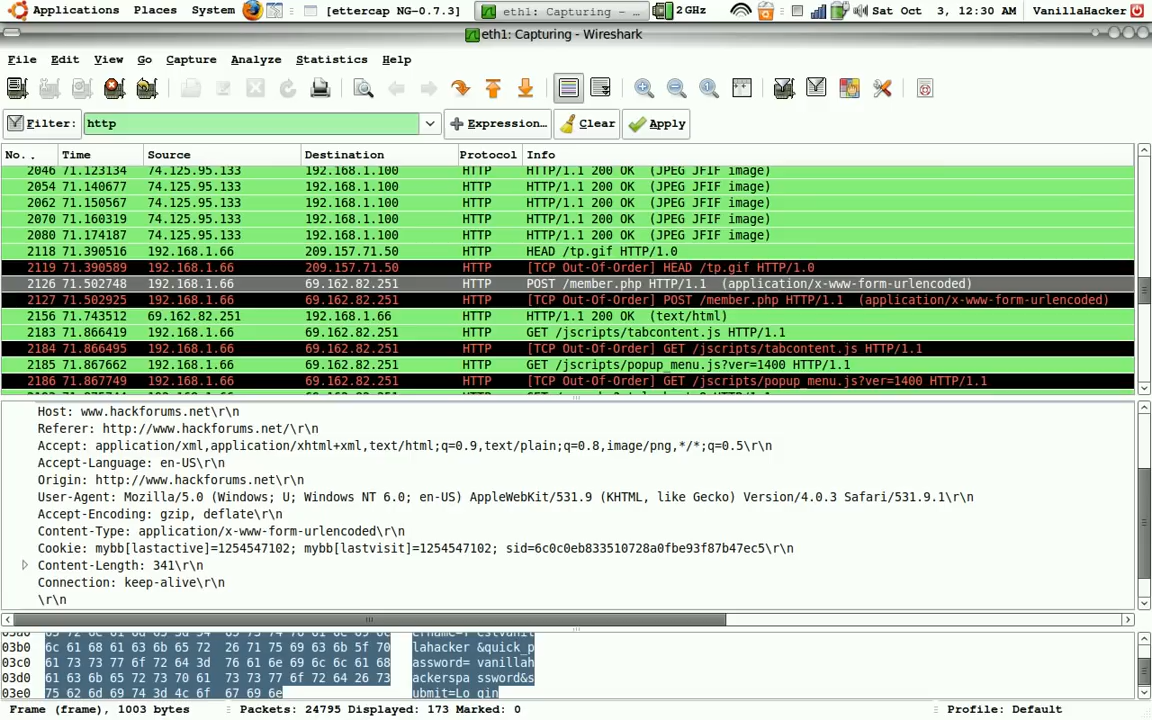 Applications Places System [ettercap NG-0.7.3] eth1: Capturing - ... 2 GHz Sat Oct 3, 12:30 AM VanillaHacker
eth1: Capturing - Wireshark
File Edit View Go Capture Analyze Statistics Help
Filter: http Expression... Clear Apply
No. . Time Source Destination Protocol Info
2046 71.123134 74.125.95.133 192.168.1.100 HTTP HTTP/1.1 200 OK (JPEG JFIF image)
2054 71.140677 74.125.95.133 192.168.1.100 HTTP HTTP/1.1 200 OK (JPEG JFIF image)
2062 71.150567 74.125.95.133 192.168.1.100 HTTP HTTP/1.1 200 OK (JPEG JFIF image)
2070 71.160319 74.125.95.133 192.168.1.100 HTTP HTTP/1.1 200 OK (JPEG JFIF image)
2080 71.174187 74.125.95.133 192.168.1.100 HTTP HTTP/1.1 200 OK (JPEG JFIF image)
2118 71.390516 192.168.1.66 209.157.71.50 HTTP HEAD /tp.gif HTTP/1.0
2119 71.390589 192.168.1.66 209.157.71.50 HTTP [TCP Out-Of-Order] HEAD /tp.gif HTTP/1.0
2126 71.502748 192.168.1.66 69.162.82.251 HTTP POST /member.php HTTP/1.1 (application/x-www-form-urlencoded)
2127 71.502925 192.168.1.66 69.162.82.251 HTTP [TCP Out-Of-Order] POST /member.php HTTP/1.1 (application/x-www-form-urlencoded)
2156 71.743512 69.162.82.251 192.168.1.66 HTTP HTTP/1.1 200 OK (text/html)
2183 71.866419 192.168.1.66 69.162.82.251 HTTP GET /jscripts/tabcontent.js HTTP/1.1
2184 71.866495 192.168.1.66 69.162.82.251 HTTP [TCP Out-Of-Order] GET /jscripts/tabcontent.js HTTP/1.1
2185 71.867662 192.168.1.66 69.162.82.251 HTTP GET /jscripts/popup_menu.js?ver=1400 HTTP/1.1
2186 71.867749 192.168.1.66 69.162.82.251 HTTP [TCP Out-Of-Order] GET /jscripts/popup_menu.js?ver=1400 HTTP/1.1
Host: www.hackforums.net\r\n
Referer: http://www.hackforums.net/\r\n
Accept: application/xml,application/xhtml+xml,text/html;q=0.9,text/plain;q=0.8,image/png,*/*;q=0.5\r\n
Accept-Language: en-US\r\n
Origin: http://www.hackforums.net\r\n
User-Agent: Mozilla/5.0 (Windows; U; Windows NT 6.0; en-US) AppleWebKit/531.9 (KHTML, like Gecko) Version/4.0.3 Safari/531.9.1\r\n
Accept-Encoding: gzip, deflate\r\n
Content-Type: application/x-www-form-urlencoded\r\n
Cookie: mybb[lastactive]=1254547102; mybb[lastvisit]=1254547102; sid=6c0c0eb833510728a0fbe93f87b47ec5\r\n
Content-Length: 341\r\n
Connection: keep-alive\r\n
\r\n
03b0 6c 61 68 61 63 6b 65 72 26 71 75 69 63 6b 5f 70 lahacker &quick_p
03c0 61 73 73 77 6f 72 64 3d 76 61 6e 69 6c 6c 61 68 assword= vanillah
03d0 61 63 6b 65 72 73 70 61 73 73 77 6f 72 64 26 73 ackerspa ssword&s
03e0 75 62 6d 69 74 3d 4c 6f 67 69 6e ubmit=Lo gin
Frame (frame), 1003 bytes Packets: 24795 Displayed: 173 Marked: 0 Profile: Default